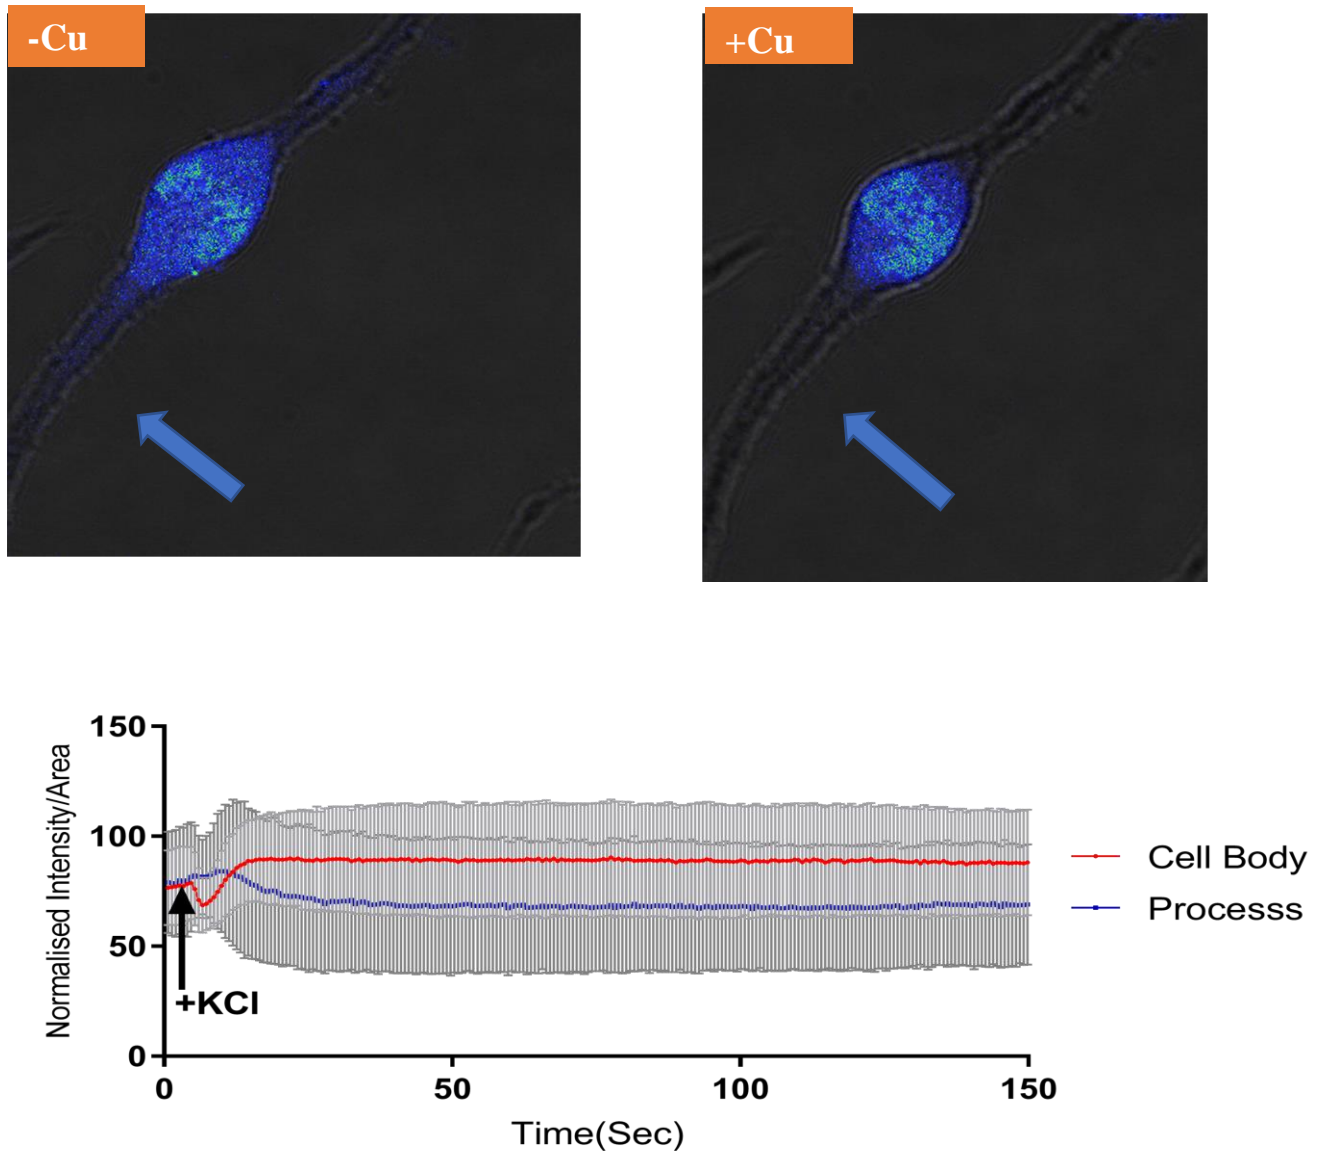 -Cu
+Cu
150
100
50
0
Normalised Intensity/Area
+KCl
0
50
100
150
Time(Sec)
Cell Body
Processs